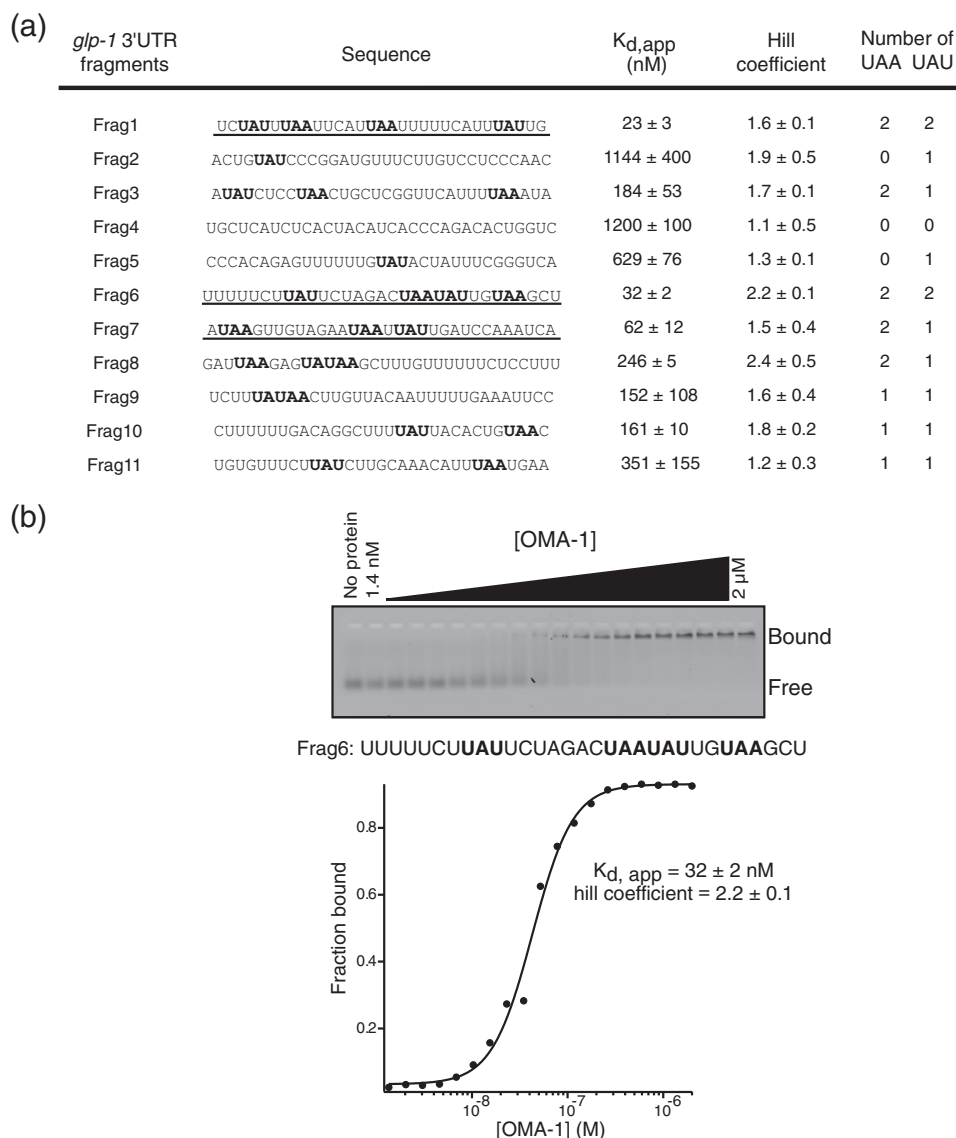 (a)
glp-1 3'UTR fragments Sequence Kd,app (nM) Hill coefficient Number of UAA UAU
Frag1 UCUAUUUAAUUCAUUAAUUUUUCAUUUAUUG 23 ± 3 1.6 ± 0.1 2 2
Frag2 ACUGUAUCCCGGAUGUUUCUUGUCCUCCCAAC 1144 ± 400 1.9 ± 0.5 0 1
Frag3 AUAUCUCCUAACUGCUCGGUUCAUUUUAAAUA 184 ± 53 1.7 ± 0.1 2 1
Frag4 UGCUCAUCUCACUACAUCACCCAGACACUGGUC 1200 ± 100 1.1 ± 0.5 0 0
Frag5 CCCACAGAGUUUUUUGUAUACUAUUUCGGGUCA 629 ± 76 1.3 ± 0.1 0 1
Frag6 UUUUUCUUAUUCUAGACUAAUAUUGUAAGCU 32 ± 2 2.2 ± 0.1 2 2
Frag7 AUAAGUUGUAGAAUAAUUAUUGAUCCAAAUCA 62 ± 12 1.5 ± 0.4 2 1
Frag8 GAUUAAGAGUAUAAGCUUUGUUUUUUCUCCUUU 246 ± 5 2.4 ± 0.5 2 1
Frag9 UCUUUAUAACUUGUUACAAUUUUUGAAAUUCC 152 ± 108 1.6 ± 0.4 1 1
Frag10 CUUUUUUGACAGGCUUUUAUUACACUGUAAC 161 ± 10 1.8 ± 0.2 1 1
Frag11 UGUGUUUCUUAUCUUGCAAACAUUUAAUGAA 351 ± 155 1.2 ± 0.3 1 1
(b)
[OMA-1]
No protein
1.4 nM
2 µM
Bound
Free
Frag6: UUUUUCUUAUUCUAGACUAAUAUUGUAAGCU
Fraction bound
0.8
0.6
0.4
0.2
Kd, app = 32 ± 2 nM
hill coefficient = 2.2 ± 0.1
10-8 10-7 10-6
[OMA-1] (M)